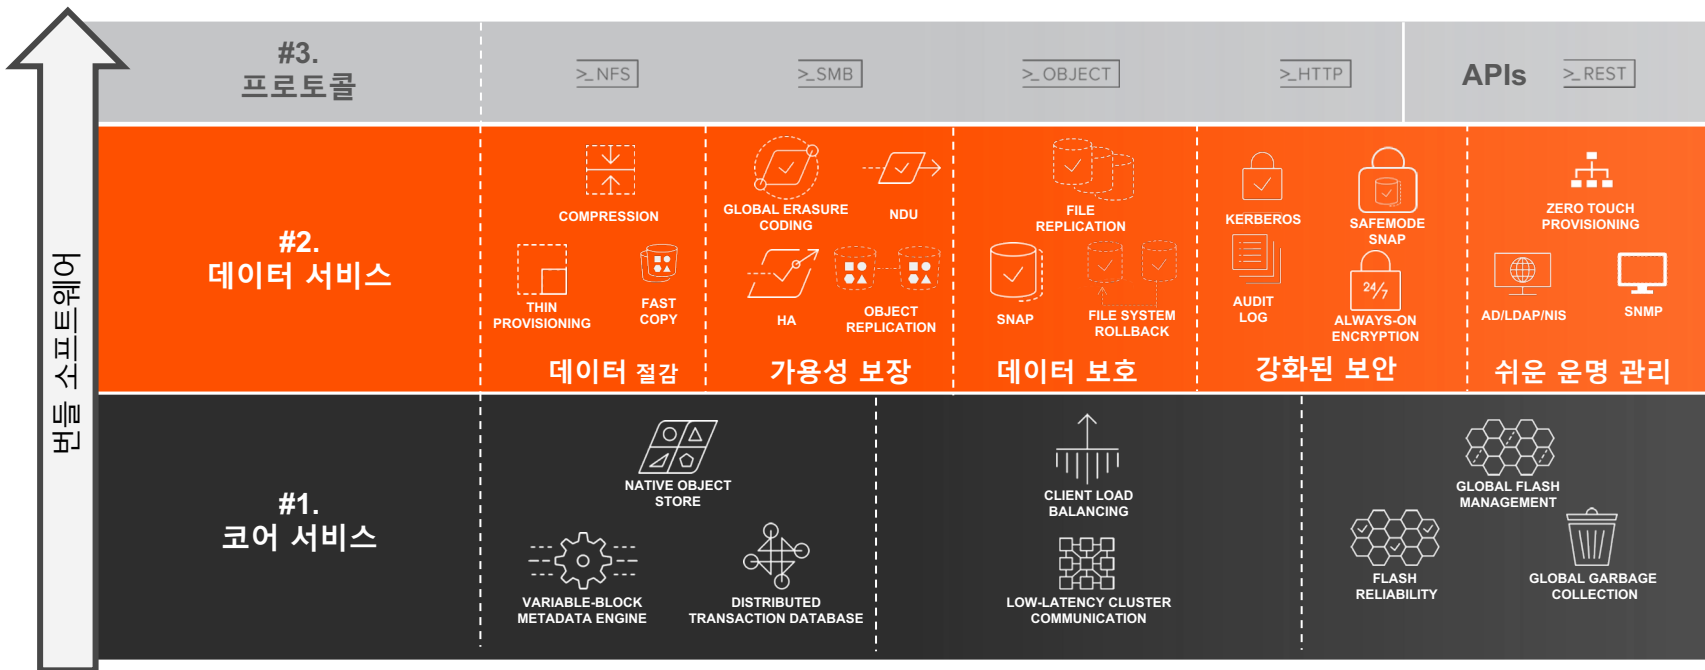 번들 소프트웨어
#3.
프로토콜
>_NFS
>_SMB
>_OBJECT
>_HTTP
APIs
>_REST
#2.
데이터 서비스
COMPRESSION
THIN
PROVISIONING
FAST
COPY
데이터 절감
GLOBAL ERASURE
CODING
NDU
HA
OBJECT
REPLICATION
가용성 보장
FILE
REPLICATION
SNAP
FILE SYSTEM
ROLLBACK
데이터 보호
KERBEROS
SAFEMODE
SNAP
AUDIT
LOG
24/7
ALWAYS-ON
ENCRYPTION
강화된 보안
ZERO TOUCH
PROVISIONING
AD/LDAP/NIS
SNMP
쉬운 운명 관리
#1.
코어 서비스
NATIVE OBJECT
STORE
VARIABLE-BLOCK
METADATA ENGINE
DISTRIBUTED
TRANSACTION DATABASE
CLIENT LOAD
BALANCING
LOW-LATENCY CLUSTER
COMMUNICATION
GLOBAL FLASH
MANAGEMENT
FLASH
RELIABILITY
GLOBAL GARBAGE
COLLECTION